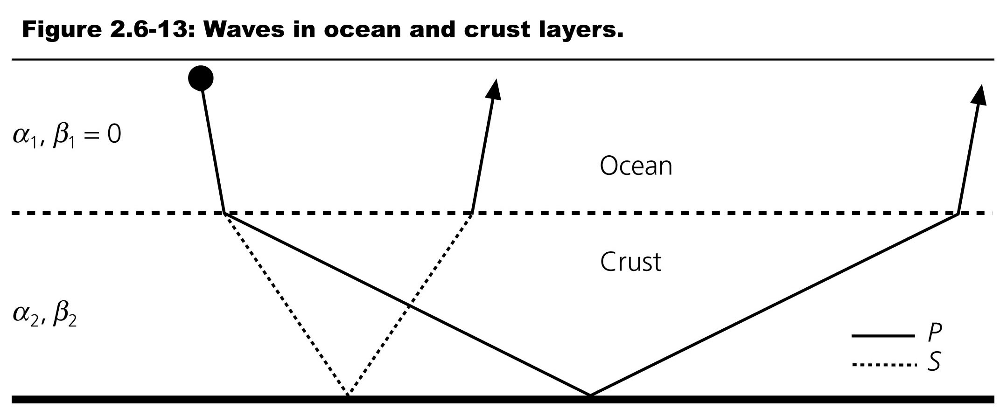 Figure 2.6-13: Waves in ocean and crust layers.
α₁, β₁ = 0
Ocean
Crust
α₂, β₂
P
S